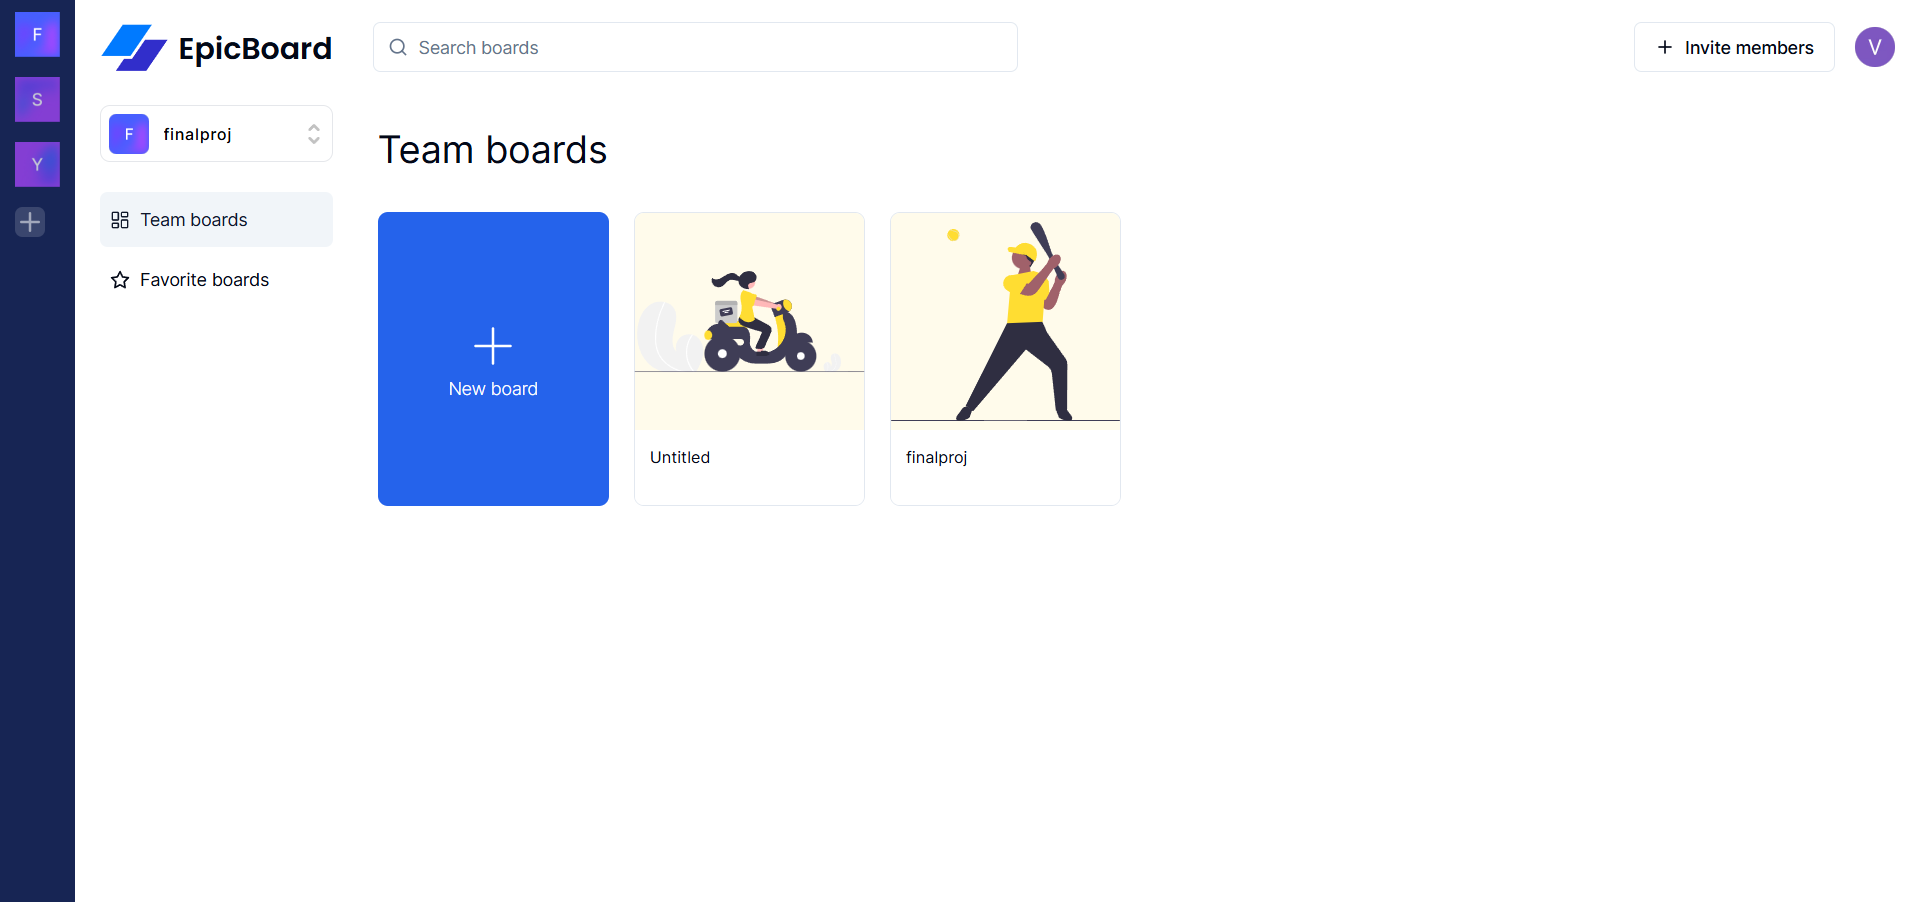 F
S
Y
EpicBoard
Search boards
Invite members
V
F finalproj
Team boards
Favorite boards
Team boards
New board
Untitled
finalproj